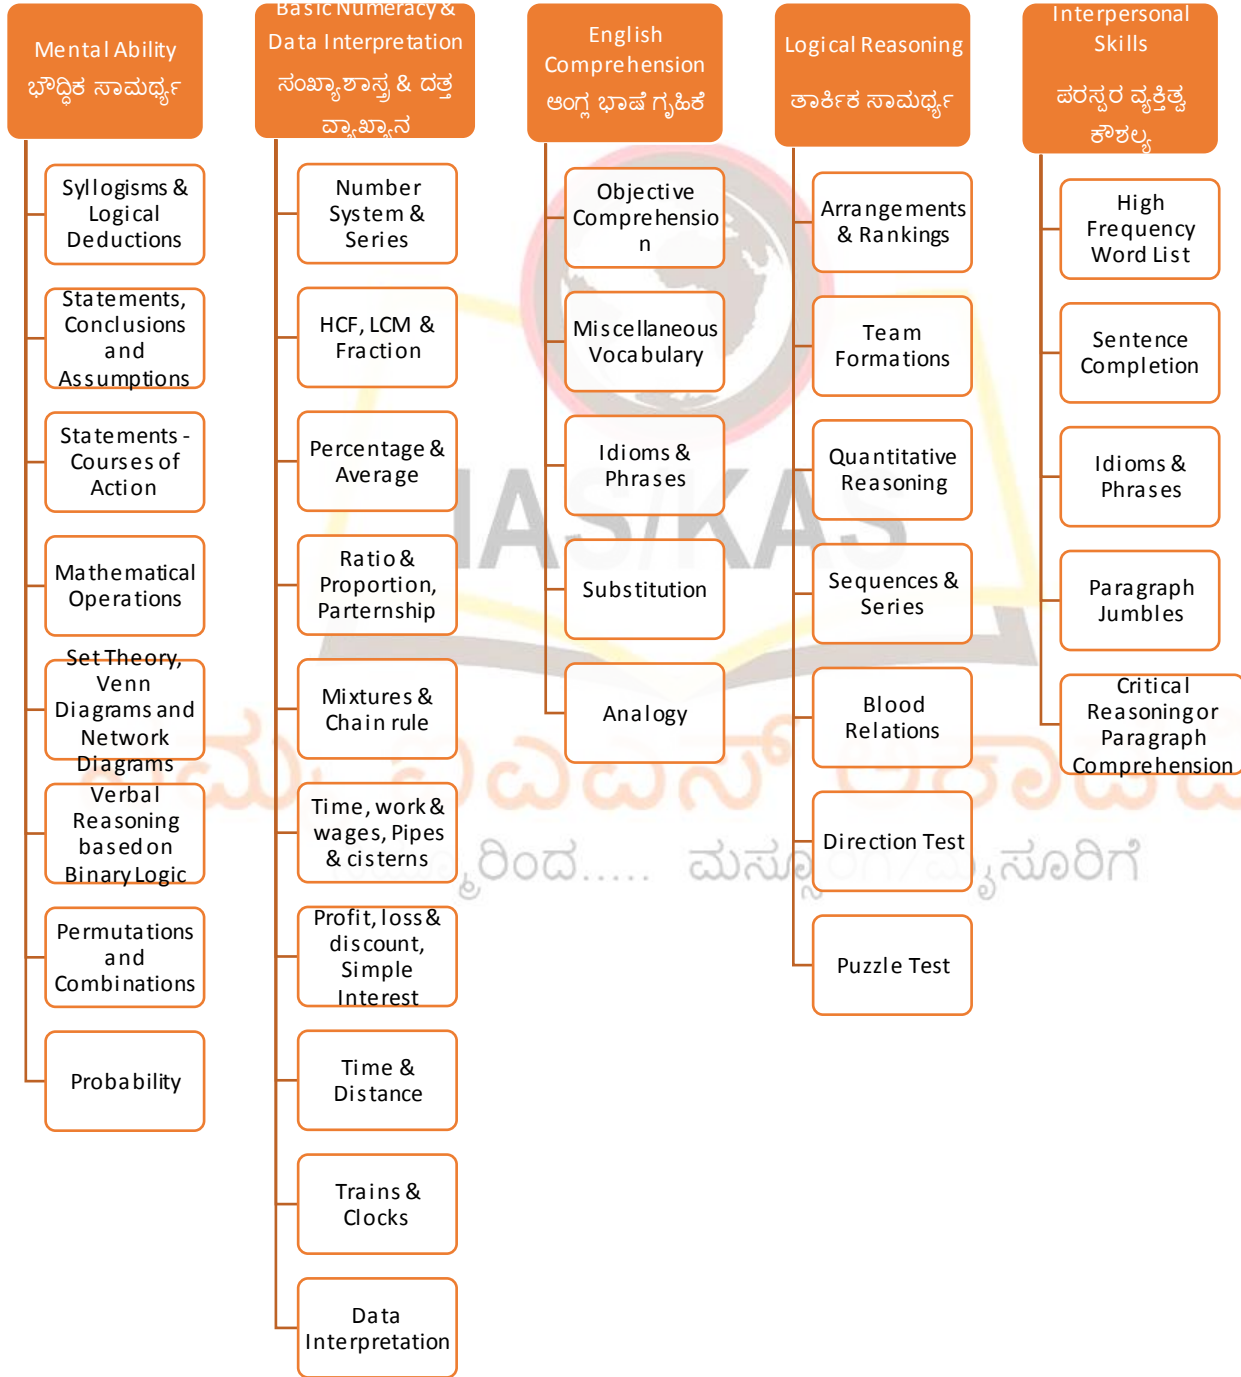 Mental Ability
ಭೌದ್ಧಿಕ ಸಾಮರ್ಥ್ಯ
Syllogisms &
Logical
Deductions
Statements,
Conclusions
and
Assumptions
Statements -
Courses of
Action
Mathematical
Operations
Set Theory,
Venn
Diagrams and
Network
Diagrams
Verbal
Reasoning
based on
Binary Logic
Permutations
and
Combinations
Probability
Basic Numeracy &
Data Interpretation
ಸಂಖ್ಯಾಶಾಸ್ತ್ರ & ದತ್ತ
ವ್ಯಾಖ್ಯಾನ
Number
System &
Series
HCF, LCM &
Fraction
Percentage &
Average
Ratio &
Proportion,
Parternship
Mixtures &
Chain rule
Time, work &
wages, Pipes
& cisterns
Profit, loss &
discount,
Simple
Interest
Time &
Distance
Trains &
Clocks
Data
Interpretation
English
Comprehension
ಆಂಗ್ಲ ಭಾಷೆ ಗೃಹಿಕೆ
Objective
Comprehensio
n
Miscellaneous
Vocabulary
Idioms &
Phrases
Substitution
Analogy
Logical Reasoning
ತಾರ್ಕಿಕ ಸಾಮರ್ಥ್ಯ
Arrangements
& Rankings
Team
Formations
Quantitative
Reasoning
Sequences &
Series
Blood
Relations
Direction Test
Puzzle Test
Interpersonal
Skills
ಪರಸ್ಪರ ವ್ಯಕ್ತಿತ್ವ
ಕೌಶಲ್ಯ
High
Frequency
Word List
Sentence
Completion
Idioms &
Phrases
Paragraph
Jumbles
Critical
Reasoning or
Paragraph
Comprehension
IAS/KAS
ಐಎಎಸ್